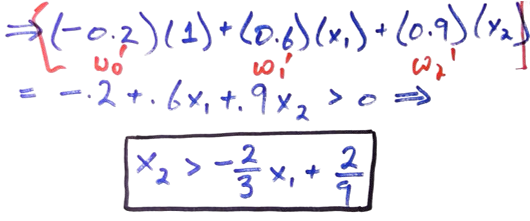 ⇒[(-0.2)(1)+(0.6)(x₁)+(0.9)(x₂)]
w₀' w₁' w₂'
= -.2+.6x₁+.9x₂ > 0 ⇒
x₂ > -2/3 x₁ + 2/9